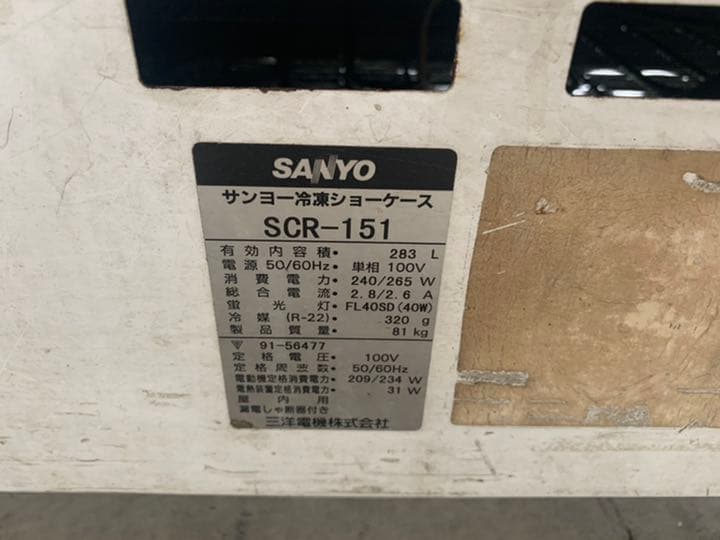 SANYO
サンヨー冷凍ショーケース
SCR-151
有効内容積• 283 L
電源 50/60Hz• 単相 100V
消費電力• 240/265 W
総合電流• 2.8/2.6 A
蛍光灯• FL40SD(40W)
冷媒(R-22)• 320 g
製品質量• 81kg
▽ 91-56477
定格電圧• 100V
定格周波数• 50/60Hz
電動機定格消費電力• 209/234 W
電熱装置定格消費電力• 31 W
屋内用
漏電しゃ断器付き
三洋電機株式会社